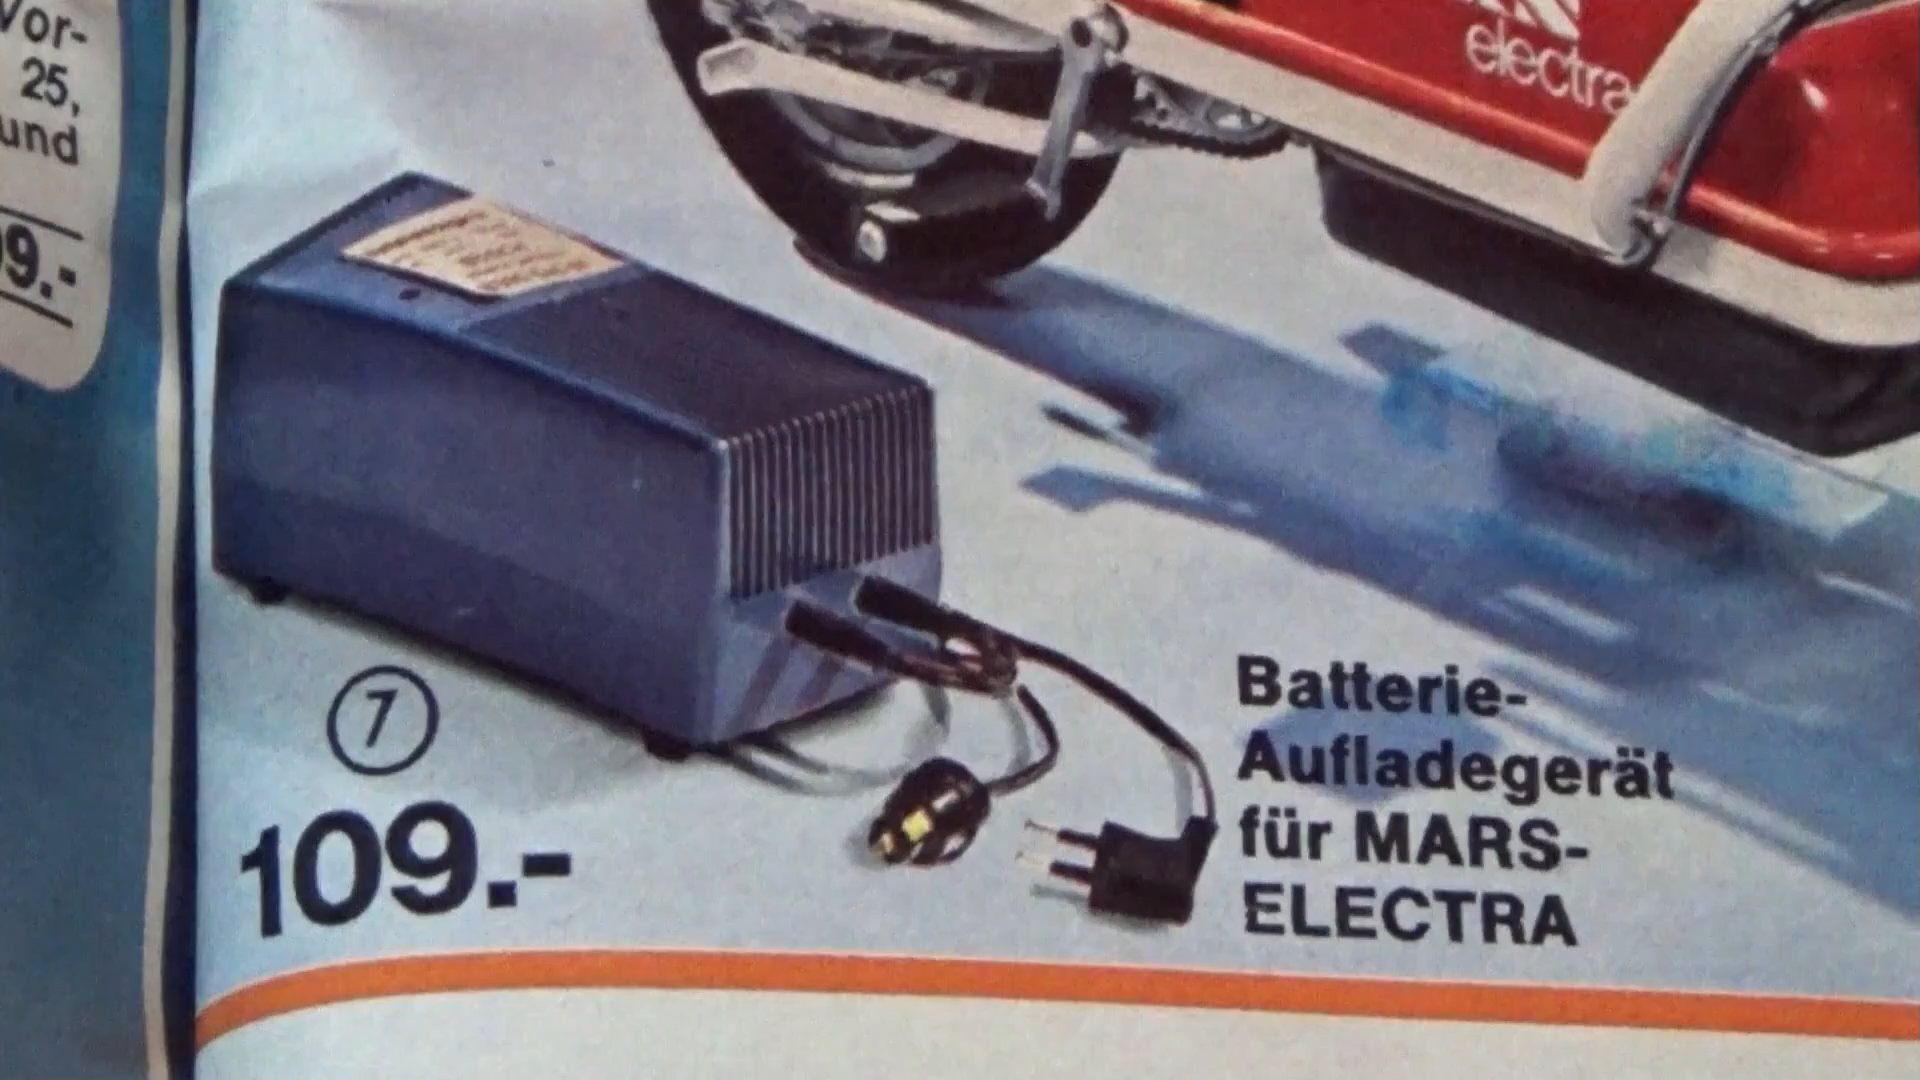 Vor-
25,
und
9.-
electra
7
109.-
Batterie-
Aufladegerät
für MARS-
ELECTRA